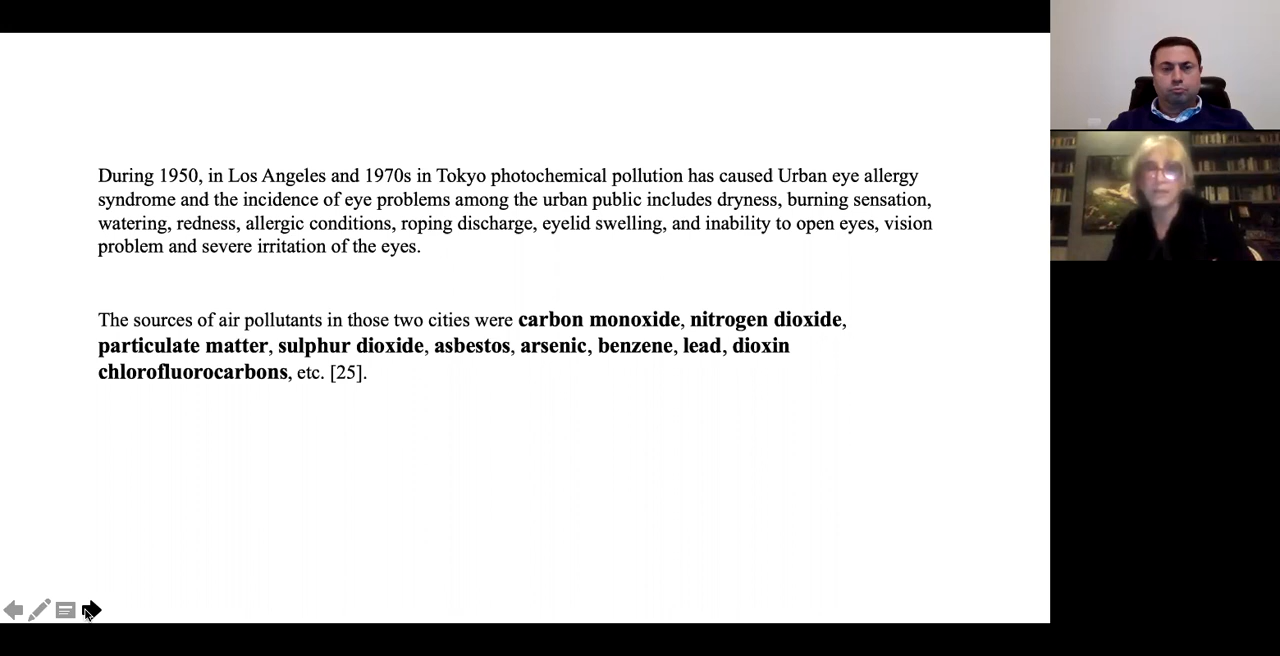 During 1950, in Los Angeles and 1970s in Tokyo photochemical pollution has caused Urban eye allergy
syndrome and the incidence of eye problems among the urban public includes dryness, burning sensation,
watering, redness, allergic conditions, roping discharge, eyelid swelling, and inability to open eyes, vision
problem and severe irritation of the eyes.
The sources of air pollutants in those two cities were carbon monoxide, nitrogen dioxide,
particulate matter, sulphur dioxide, asbestos, arsenic, benzene, lead, dioxin
chlorofluorocarbons, etc. [25].